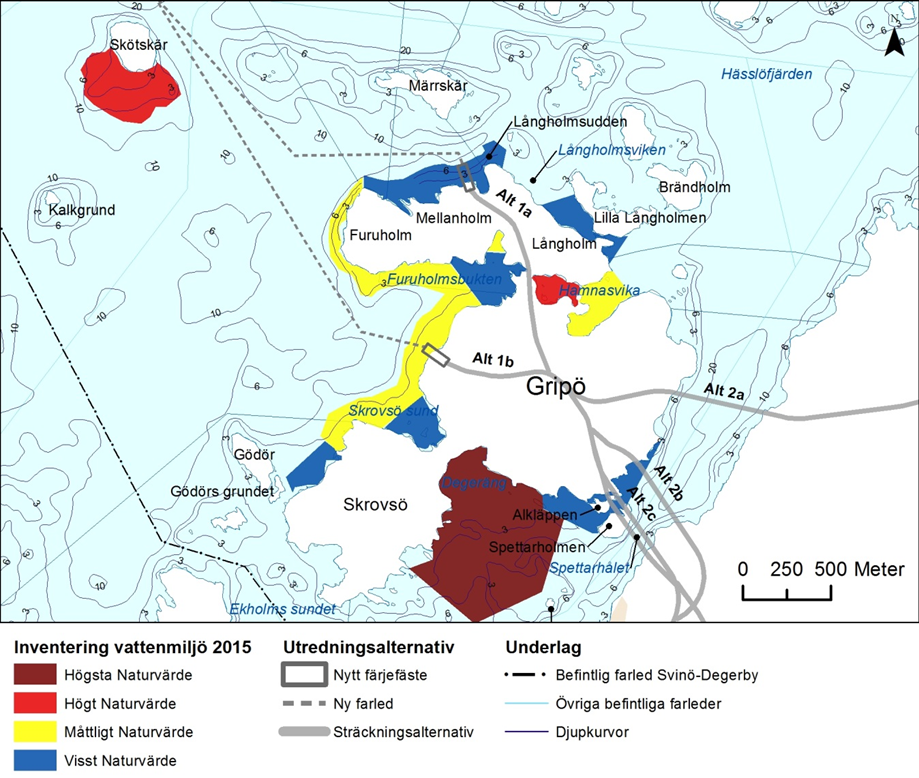 20
N
Skötskär
Hässlöfjärden
20
Märrskär
Långholmsudden
Långholmsviken
Brändholm
Kalkgrund
Alt 1a
Mellanholm
Lilla Långholmen
Furuholm
Långholm
Furuholmsbukten
Hamnasvika
Alt 1b
Gripö
Alt 2a
Skrovsö sund
Gödör
Gödörs grundet
Degeräng
Alt 2b
Skrovsö
Alt 2c
Alkläppen
Spettarholmen
Spettarhålet
0 250 500 Meter
Ekholms sundet
Inventering vattenmiljö 2015
Högsta Naturvärde
Högt Naturvärde
Måttligt Naturvärde
Visst Naturvärde
Utredningsalternativ
Nytt färjefäste
Ny farled
Sträckningsalternativ
Underlag
Befintlig farled Svinö-Degerby
Övriga befintliga farleder
Djupkurvor